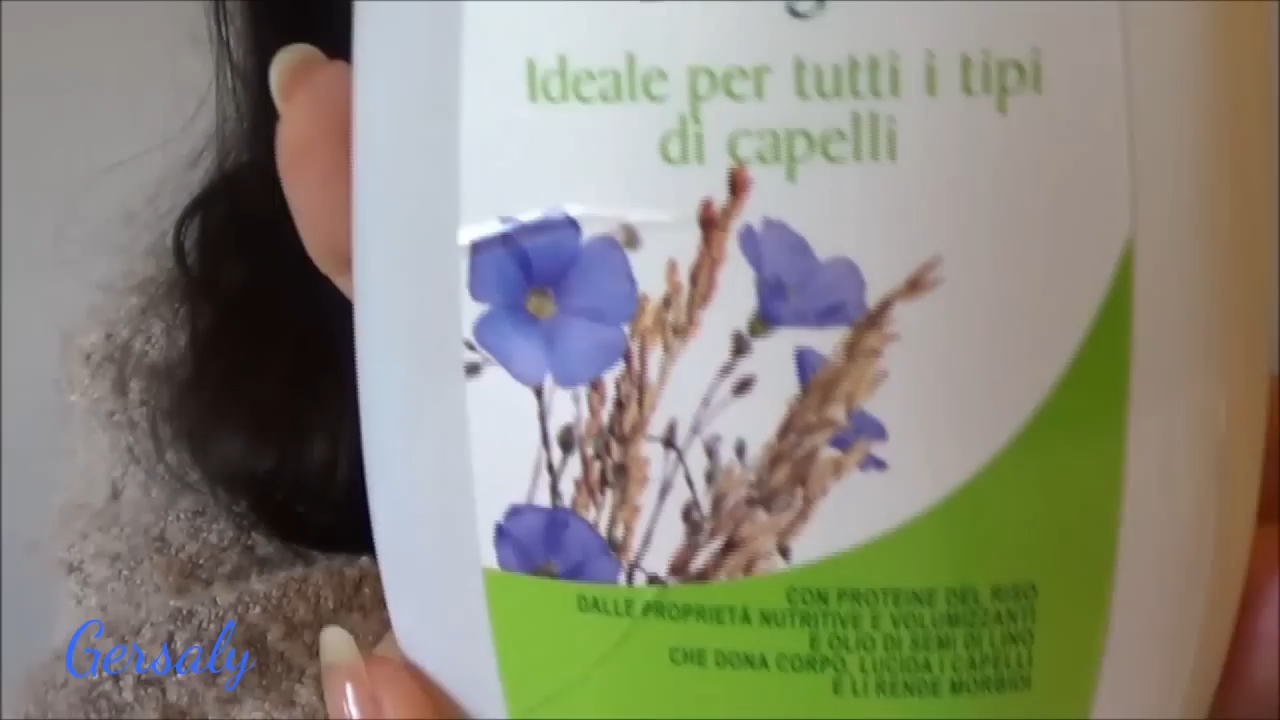 Ideale per tutti i tipi
di capelli
CON PROTEINE DEL RISO
DALLE PROPRIETÀ NUTRITIVE E VOLUMIZZANTI
E OLIO DI SEMI DI LINO
CHE DONA CORPO, LUCIDA I CAPELLI
E LI RENDE MORBIDI
Gersaly